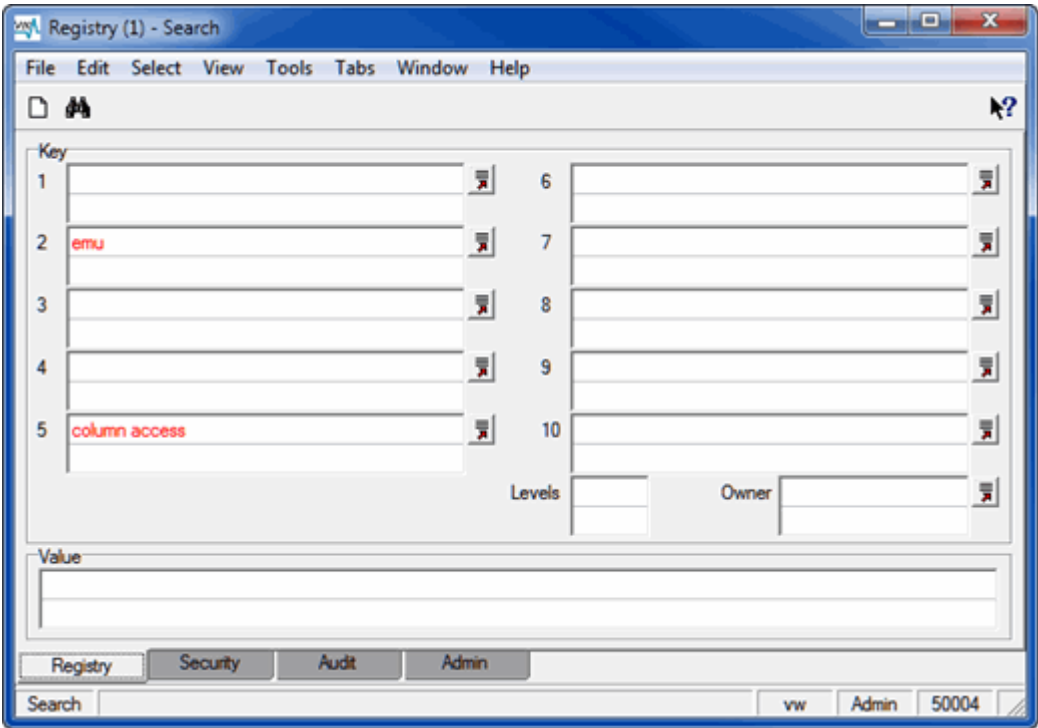 Registry (1) - Search
File Edit Select View Tools Tabs Window Help
Key
1 6
2 emu 7
3 8
4 9
5 column access 10
Levels Owner
Value
Registry Security Audit Admin
Search vw Admin 50004